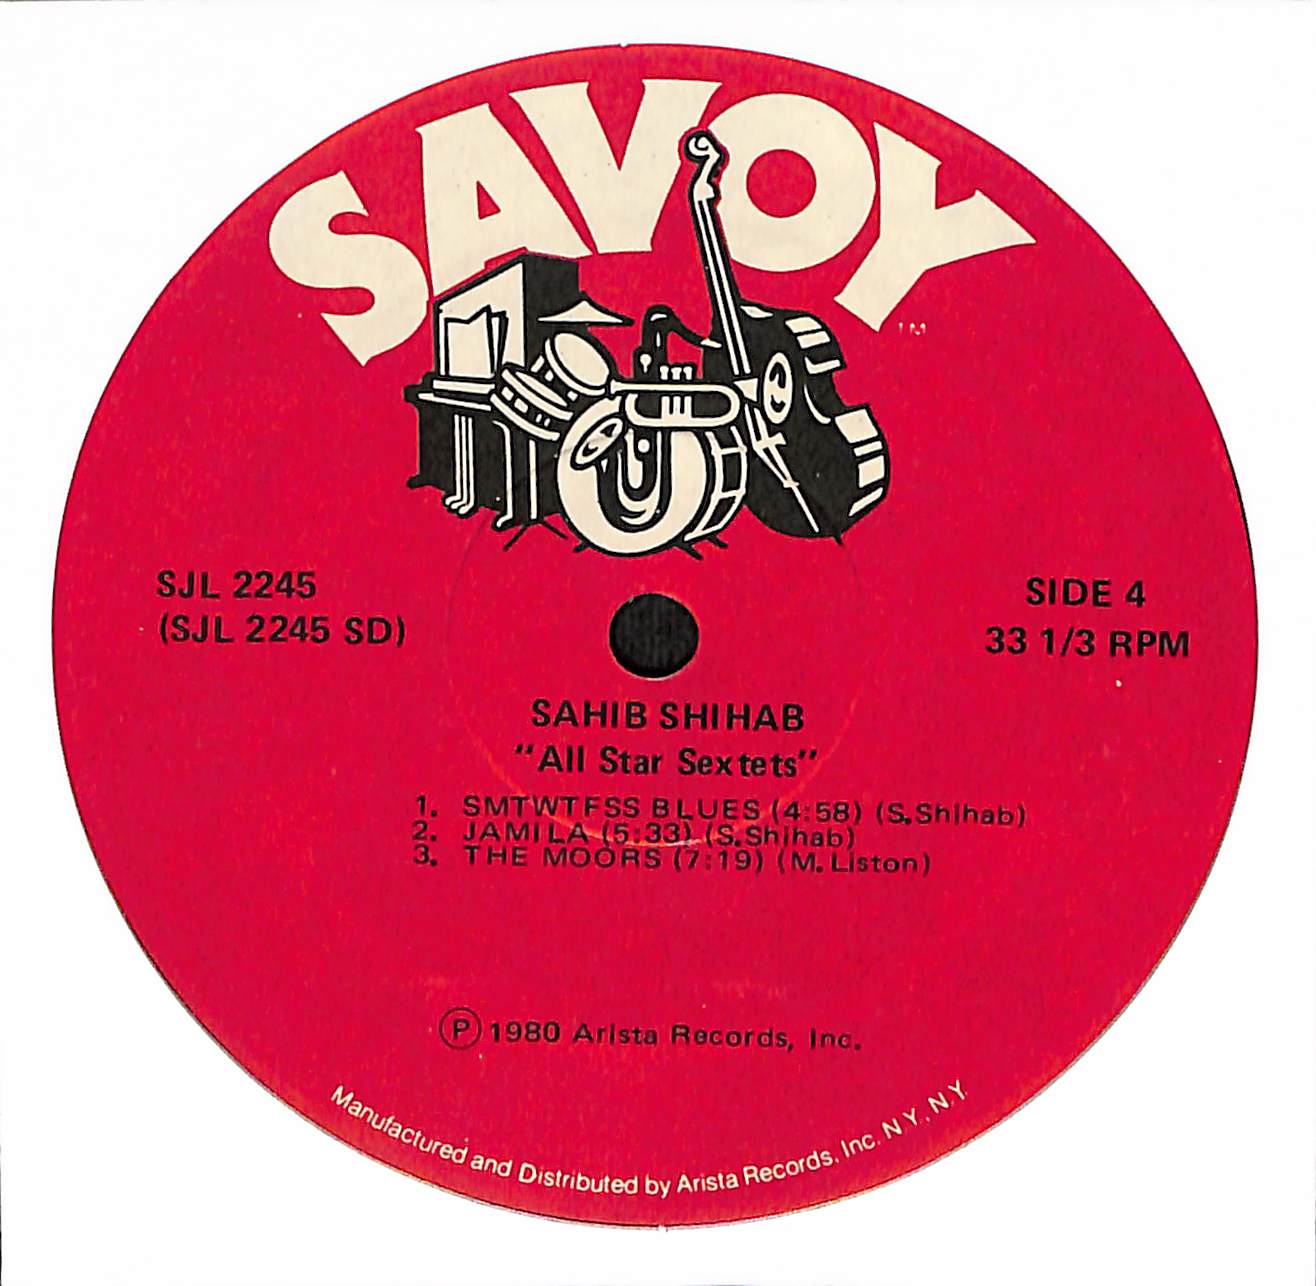 SAVOY
TM
SJL 2245
(SJL 2245 SD)
SIDE 4
33 1/3 RPM
SAHIB SHIHAB
"All Star Sextets"
1. SMTWTFSS BLUES (4:58) (S.Shihab)
2. JAMILA (5:33) (S.Shihab)
3. THE MOORS (7:19) (M.Liston)
Ⓟ 1980 Arista Records, Inc.
Manufactured and Distributed by Arista Records, Inc. N.Y., N.Y.